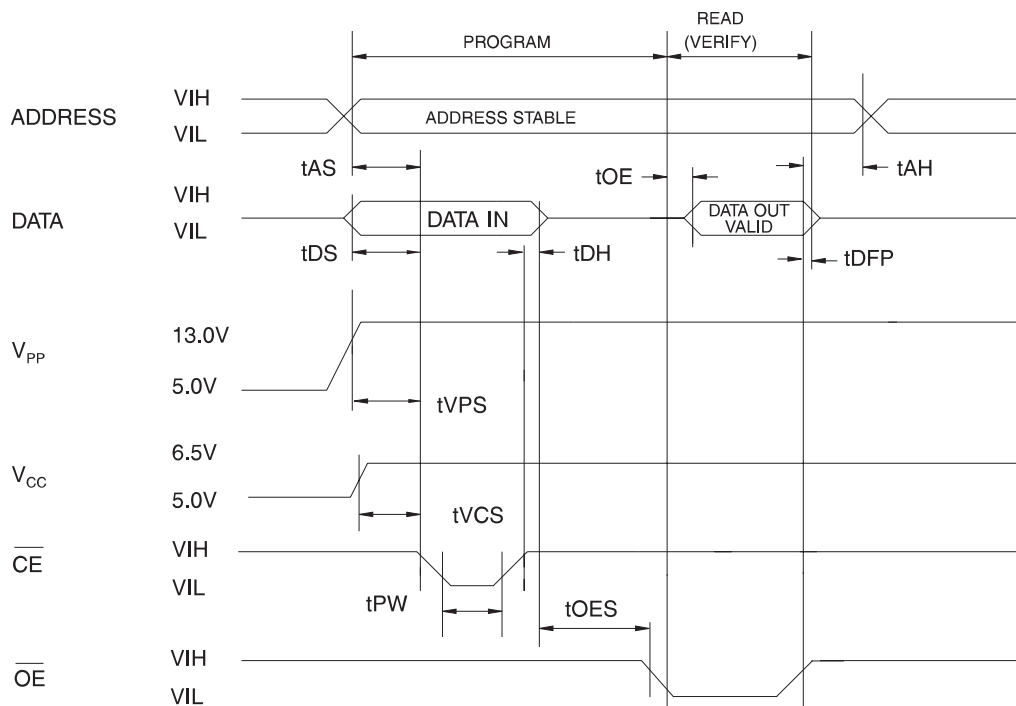 READ
PROGRAM (VERIFY)
ADDRESS VIH
VIL
ADDRESS STABLE
tAS tOE tAH
DATA VIH
VIL
DATA IN
DATA OUT
VALID
tDS tDH tDFP
VPP 13.0V
5.0V
tVPS
VCC 6.5V
5.0V
tVCS
CE VIH
VIL
tPW tOES
OE VIH
VIL